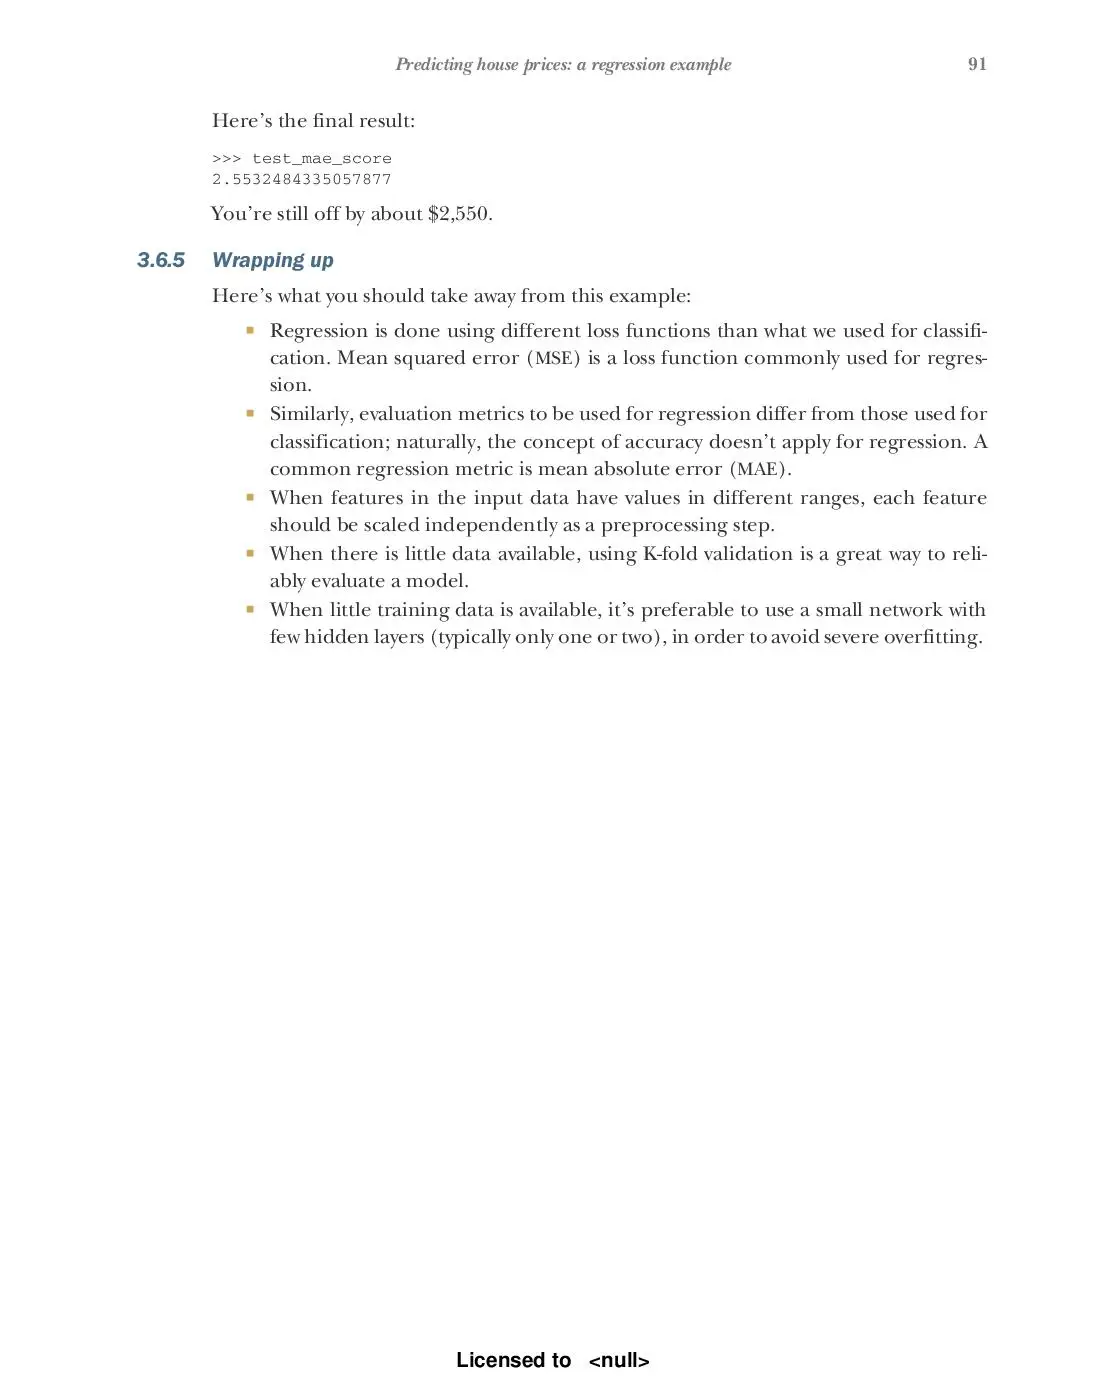 Predicting house prices: a regression example 91
Here's the final result:
>>> test_mae_score
2.5532484335057877
You're still off by about $2,550.
3.6.5 Wrapping up
Here's what you should take away from this example:
■ Regression is done using different loss functions than what we used for classifi-
cation. Mean squared error (MSE) is a loss function commonly used for regres-
sion.
■ Similarly, evaluation metrics to be used for regression differ from those used for
classification; naturally, the concept of accuracy doesn't apply for regression. A
common regression metric is mean absolute error (MAE).
■ When features in the input data have values in different ranges, each feature
should be scaled independently as a preprocessing step.
■ When there is little data available, using K-fold validation is a great way to reli-
ably evaluate a model.
■ When little training data is available, it's preferable to use a small network with
few hidden layers (typically only one or two), in order to avoid severe overfitting.
Licensed to <null>